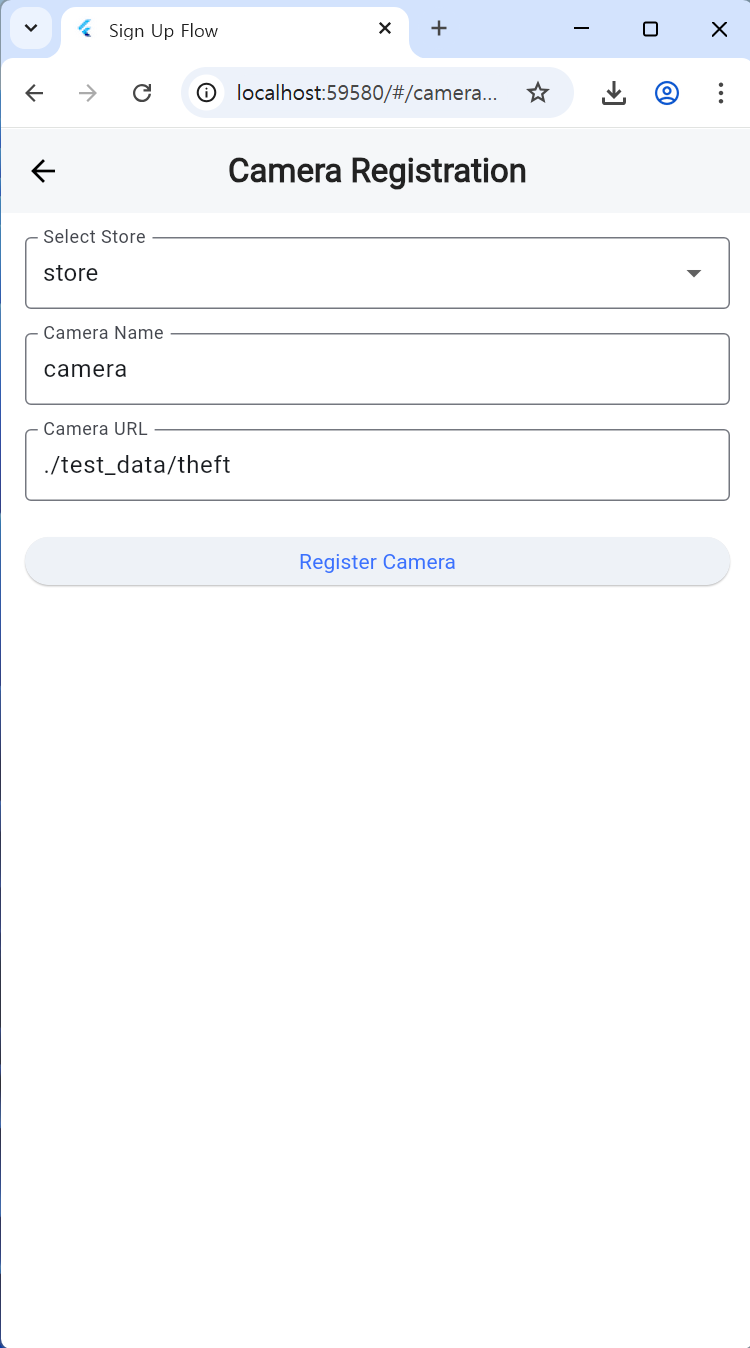 Sign Up Flow
localhost:59580/#/camera...
Camera Registration
Select Store
store
Camera Name
camera
Camera URL
./test_data/theft
Register Camera